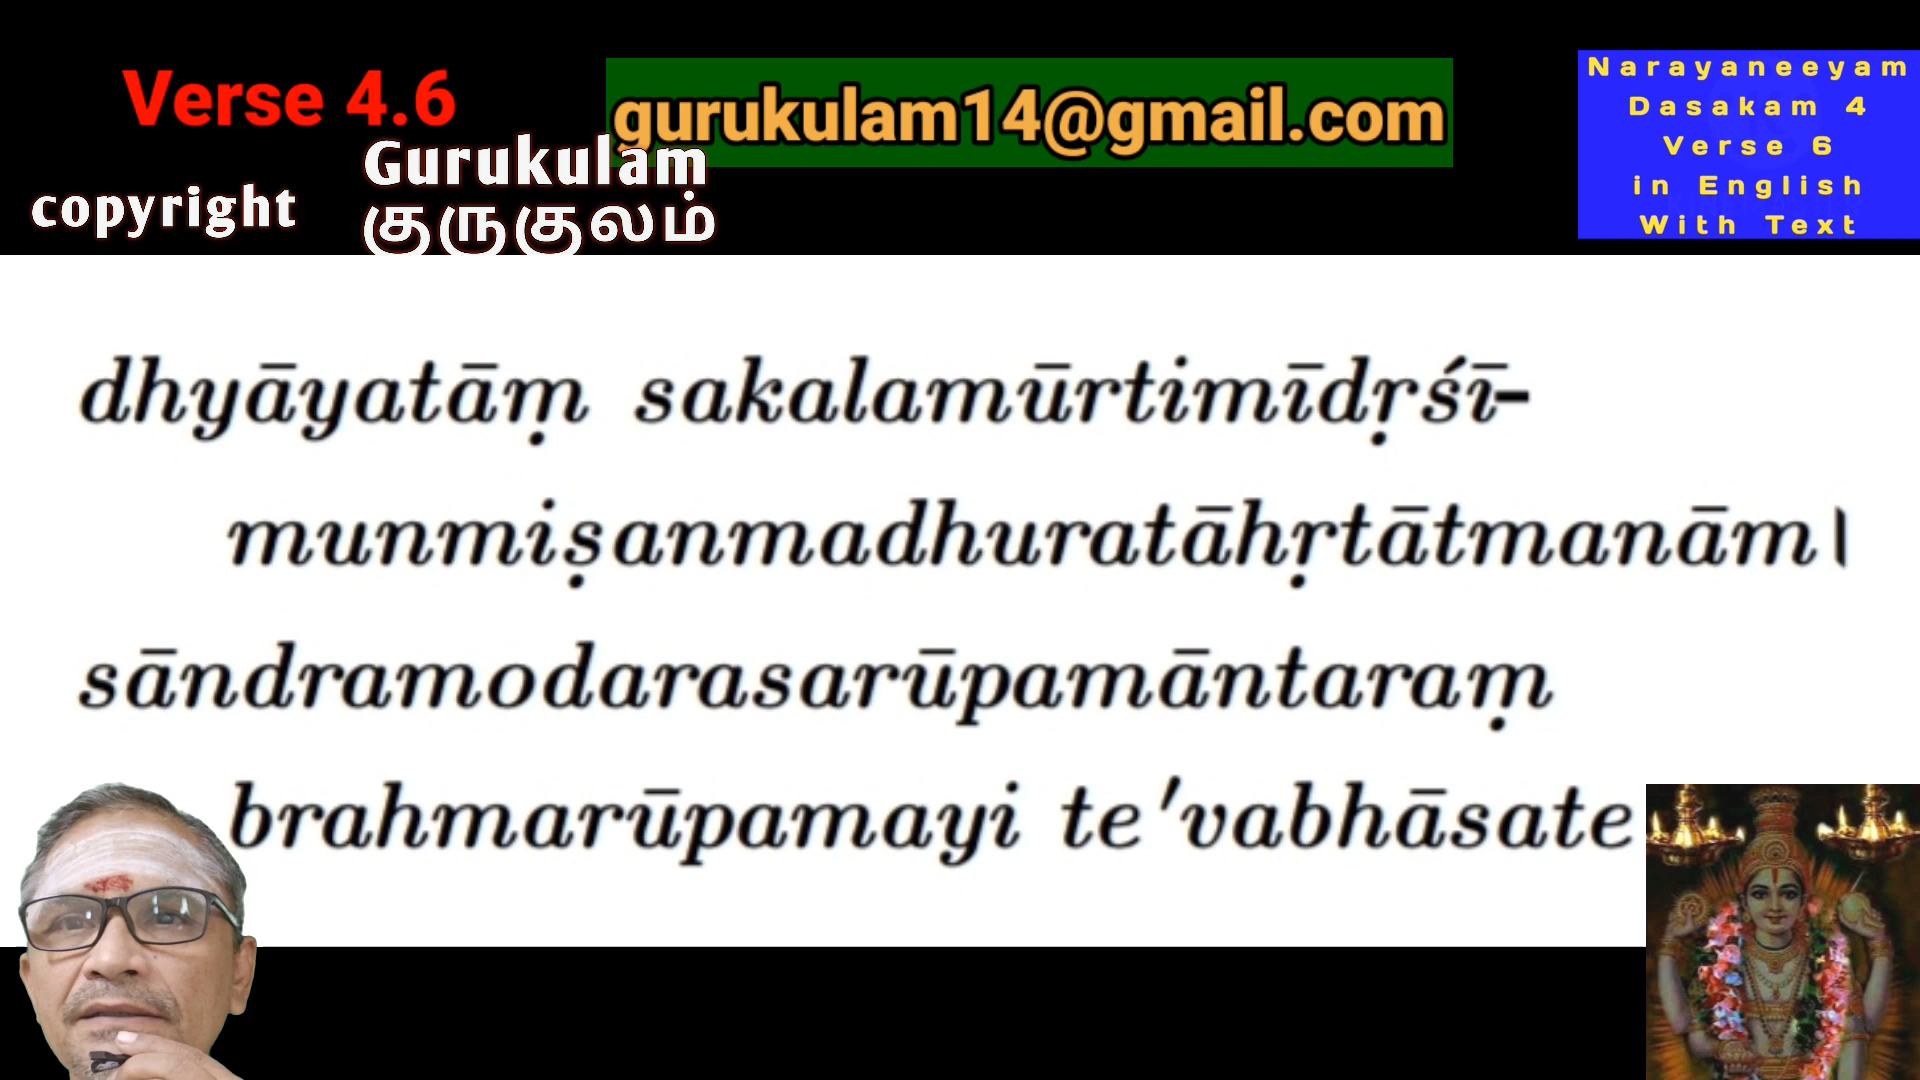 Verse 4.6
gurukulam14@gmail.com
Narayaneeyam
Dasakam 4
Verse 6
in English
With Text
copyright
Gurukulam
குருகுலம்
dhyāyatāṃ sakalamūrtimīdṛśī-
munmiṣanmadhuratāhṛtātmanām|
sāndramodarasarūpamāntaraṃ
brahmarūpamayi te'vabhāsate